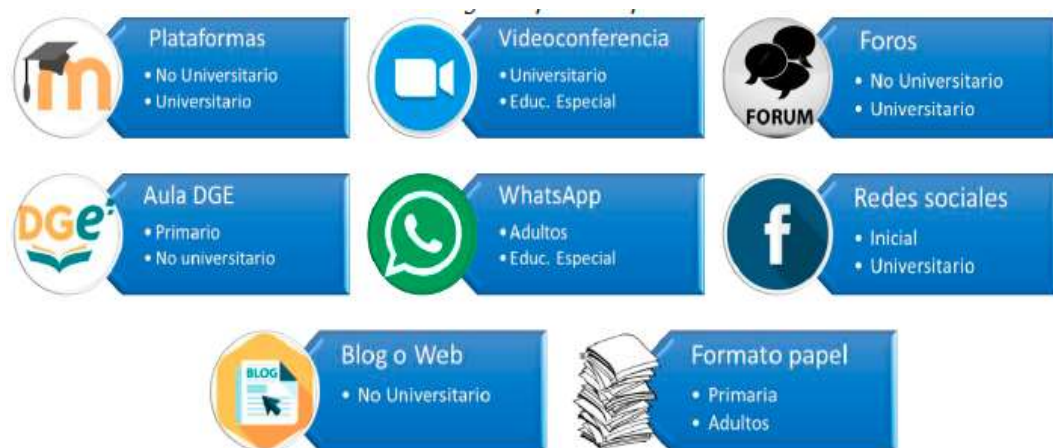 Plataformas
• No Universitario
• Universitario
Videoconferencia
• Universitario
• Educ. Especial
Foros
• No Universitario
• Universitario
FORUM
DGe
Aula DGE
• Primario
• No universitario
WhatsApp
• Adultos
• Educ. Especial
f
Redes sociales
• Inicial
• Universitario
BLOG
Blog o Web
• No Universitario
Formato papel
• Primaria
• Adultos